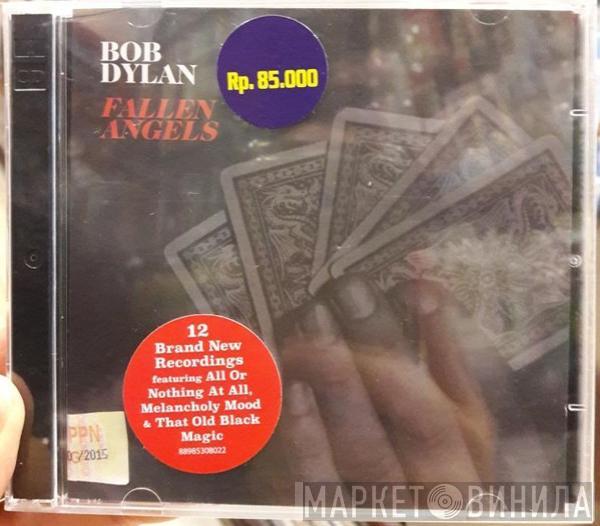 BOB
DYLAN
FALLEN
ANGELS
Rp. 85.000
12
Brand New
Recordings
featuring All Or
Nothing At All,
Melancholy Mood
& That Old Black
Magic
88985308022
PPN
/2015
МАРКЕТ ВИНИЛА